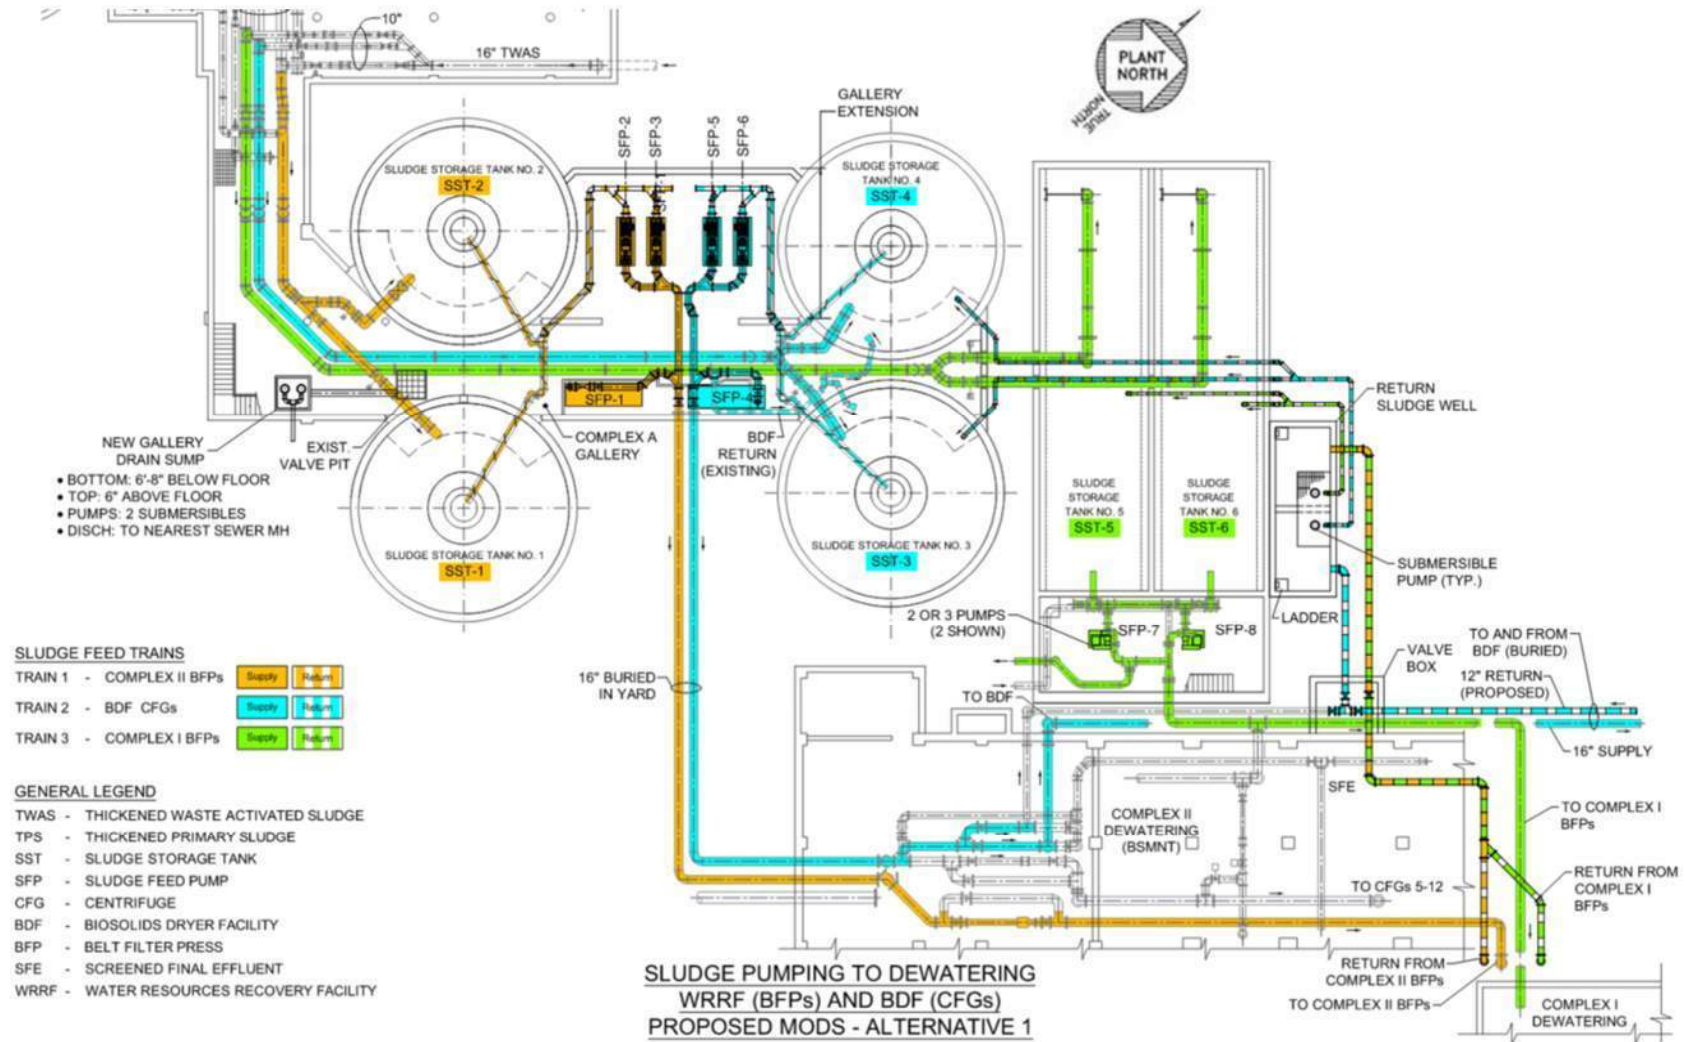 10"
16" TWAS
PLANT
NORTH
TRUE
NORTH
GALLERY
EXTENSION
SFP-2
SFP-3
SFP-5
SFP-6
SLUDGE STORAGE TANK NO. 2
SST-2
SLUDGE STORAGE
TANK NO. 4
SST-4
SFP-1
SFP-4
NEW GALLERY
DRAIN SUMP
• BOTTOM: 6'-8" BELOW FLOOR
• TOP: 6" ABOVE FLOOR
• PUMPS: 2 SUBMERSIBLES
• DISCH: TO NEAREST SEWER MH
EXIST.
VALVE PIT
COMPLEX A
GALLERY
BDF
RETURN
(EXISTING)
RETURN
SLUDGE WELL
SLUDGE STORAGE TANK NO. 1
SST-1
SLUDGE STORAGE TANK NO. 3
SST-3
SLUDGE
STORAGE
TANK NO. 5
SST-5
SLUDGE
STORAGE
TANK NO. 6
SST-6
SUBMERSIBLE
PUMP (TYP.)
LADDER
2 OR 3 PUMPS
(2 SHOWN)
SFP-7
SFP-8
VALVE
BOX
TO AND FROM
BDF (BURIED)
12" RETURN
(PROPOSED)
16" SUPPLY
16" BURIED
IN YARD
TO BDF
SFE
COMPLEX II
DEWATERING
(BSMNT)
TO CFGs 5-12
TO COMPLEX I
BFPs
RETURN FROM
COMPLEX I
BFPs
RETURN FROM
COMPLEX II BFPs
TO COMPLEX II BFPs
COMPLEX I
DEWATERING
SLUDGE FEED TRAINS
TRAIN 1 - COMPLEX II BFPs Supply Return
TRAIN 2 - BDF CFGs Supply Return
TRAIN 3 - COMPLEX I BFPs Supply Return
GENERAL LEGEND
TWAS - THICKENED WASTE ACTIVATED SLUDGE
TPS - THICKENED PRIMARY SLUDGE
SST - SLUDGE STORAGE TANK
SFP - SLUDGE FEED PUMP
CFG - CENTRIFUGE
BDF - BIOSOLIDS DRYER FACILITY
BFP - BELT FILTER PRESS
SFE - SCREENED FINAL EFFLUENT
WRRF - WATER RESOURCES RECOVERY FACILITY
SLUDGE PUMPING TO DEWATERING
WRRF (BFPs) AND BDF (CFGs)
PROPOSED MODS - ALTERNATIVE 1